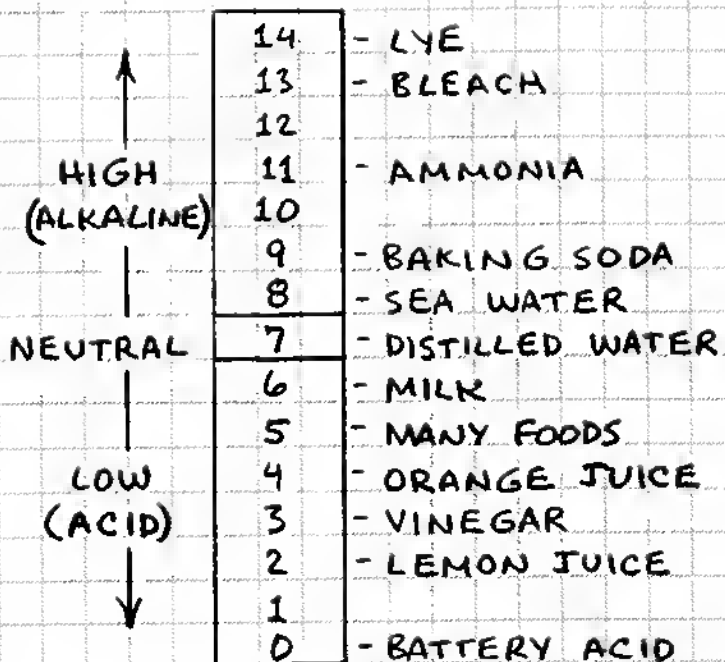 14 - LYE
13 - BLEACH
12
HIGH 11 - AMMONIA
(ALKALINE) 10
9 - BAKING SODA
8 - SEA WATER
NEUTRAL 7 - DISTILLED WATER
6 - MILK
5 - MANY FOODS
LOW 4 - ORANGE JUICE
(ACID) 3 - VINEGAR
2 - LEMON JUICE
1
0 - BATTERY ACID